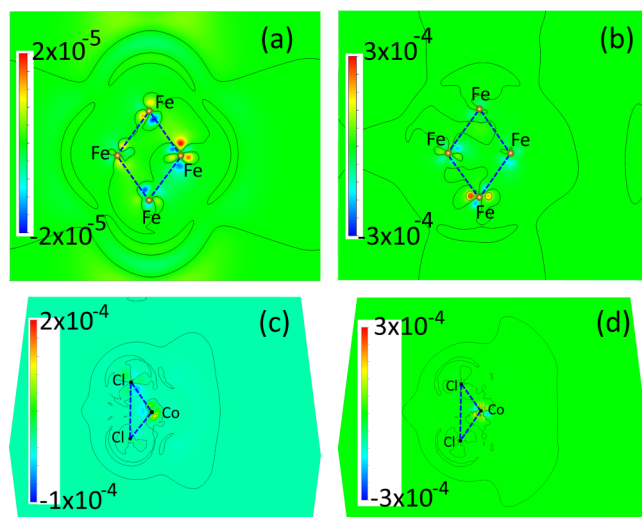 (a)
2x10-5
-2x10-5
Fe
Fe
Fe
Fe
(b)
3x10-4
-3x10-4
Fe
Fe
Fe
Fe
(c)
2x10-4
-1x10-4
Cl
Co
Cl
(d)
3x10-4
-3x10-4
Cl
Co
Cl